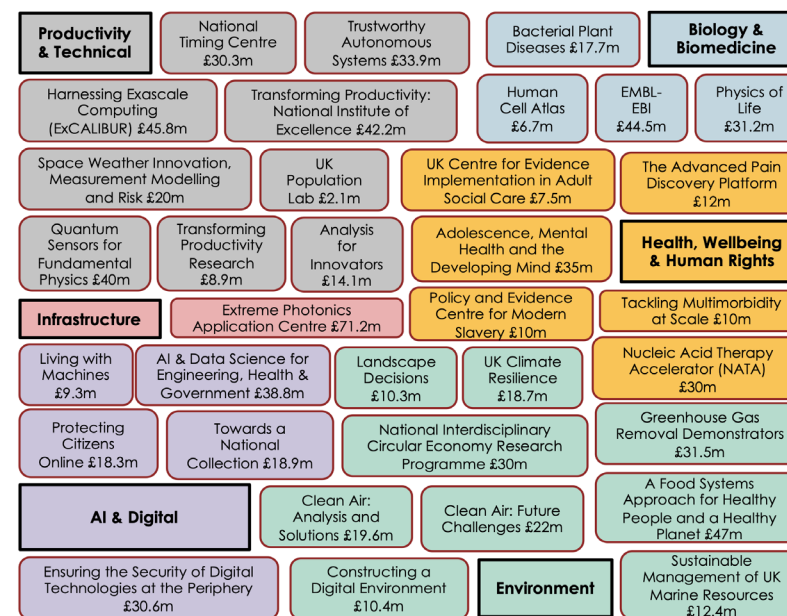 Productivity
& Technical
National
Timing Centre
£30.3m
Trustworthy
Autonomous
Systems £33.9m
Bacterial Plant
Diseases £17.7m
Biology &
Biomedicine
Harnessing Exascale
Computing
(ExCALIBUR) £45.8m
Transforming Productivity:
National Institute of
Excellence £42.2m
Human
Cell Atlas
£6.7m
EMBL-
EBI
£44.5m
Physics of
Life
£31.2m
Space Weather Innovation,
Measurement Modelling
and Risk £20m
UK
Population
Lab £2.1m
UK Centre for Evidence
Implementation in Adult
Social Care £7.5m
The Advanced Pain
Discovery Platform
£12m
Quantum
Sensors for
Fundamental
Physics £40m
Transforming
Productivity
Research
£8.9m
Analysis
for
Innovators
£14.1m
Adolescence, Mental
Health and the
Developing Mind £35m
Health, Wellbeing
& Human Rights
Infrastructure
Extreme Photonics
Application Centre £71.2m
Policy and Evidence
Centre for Modern
Slavery £10m
Tackling Multimorbidity
at Scale £10m
Living with
Machines
£9.3m
AI & Data Science for
Engineering, Health &
Government £38.8m
Landscape
Decisions
£10.3m
UK Climate
Resilience
£18.7m
Nucleic Acid Therapy
Accelerator (NATA)
£30m
Protecting
Citizens
Online £18.3m
Towards a
National
Collection £18.9m
National Interdisciplinary
Circular Economy Research
Programme £30m
Greenhouse Gas
Removal Demonstrators
£31.5m
AI & Digital
Clean Air:
Analysis and
Solutions £19.6m
Clean Air: Future
Challenges £22m
A Food Systems
Approach for Healthy
People and a Healthy
Planet £47m
Ensuring the Security of Digital
Technologies at the Periphery
£30.6m
Constructing a
Digital Environment
£10.4m
Environment
Sustainable
Management of UK
Marine Resources
£12.4m